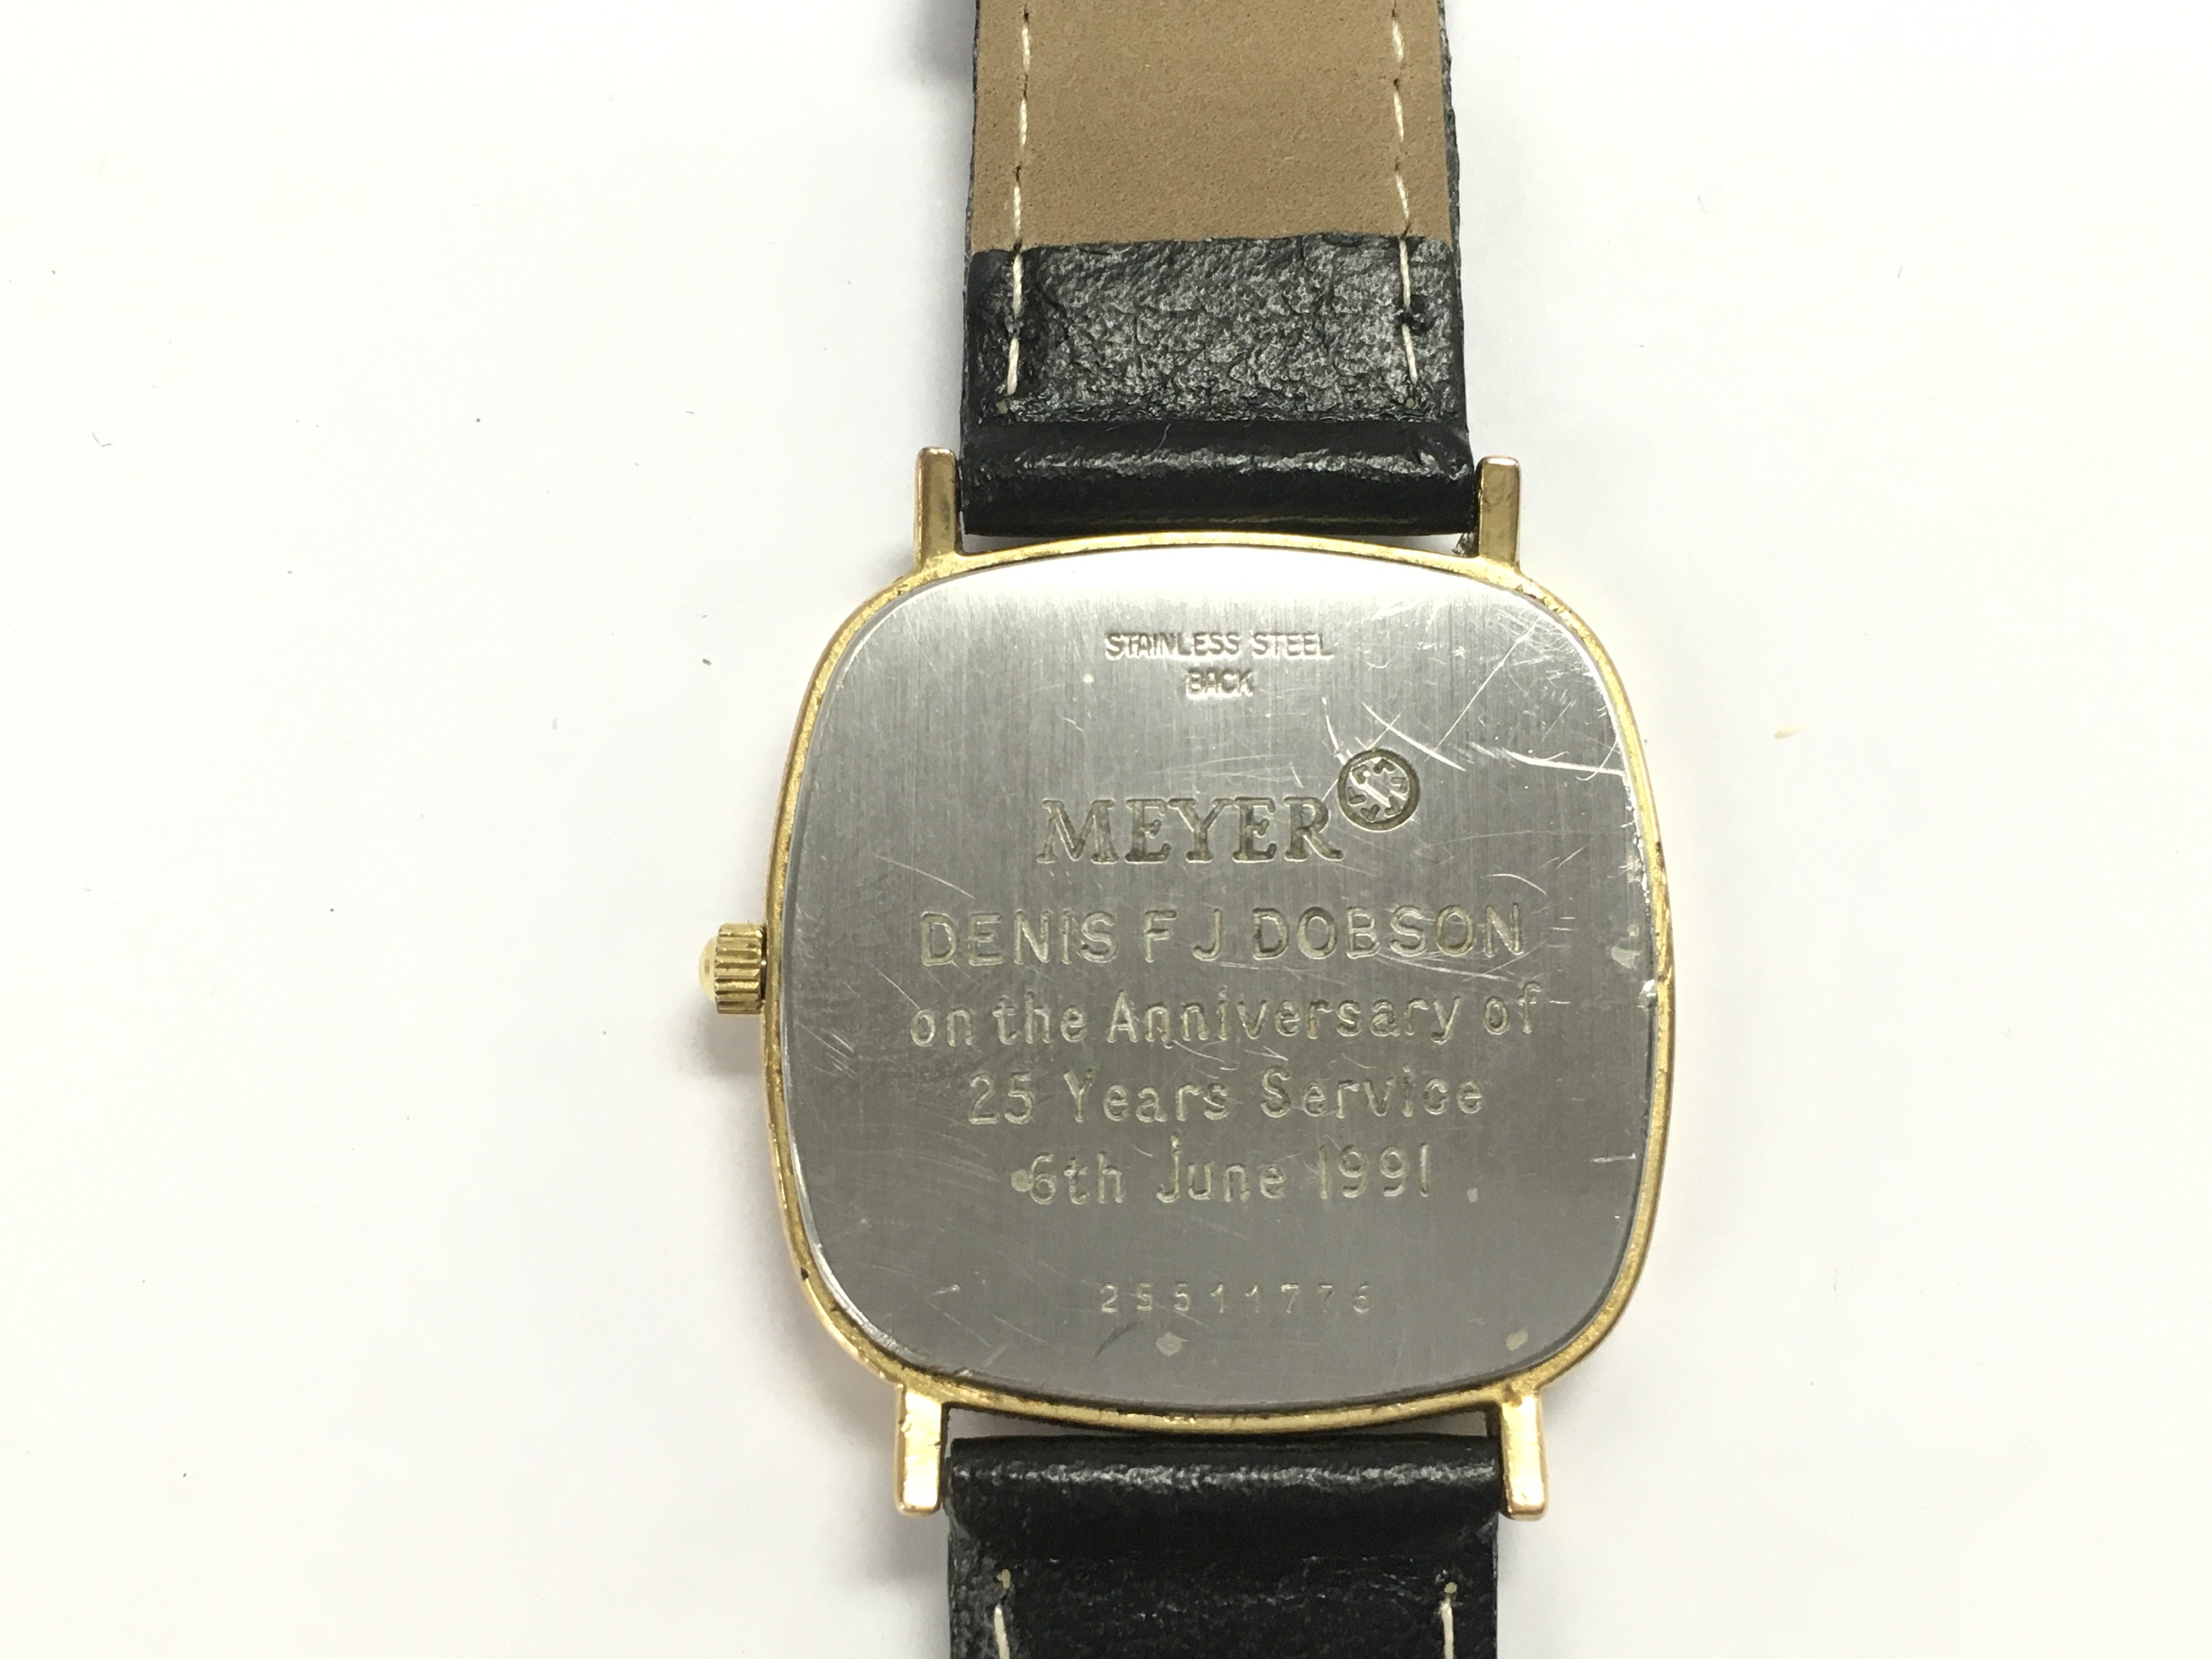 STAINLESS STEEL
BACK
MEYER
DENIS F J DOBSON
on the Anniversary of
25 Years Service
6th June 1991
25511776